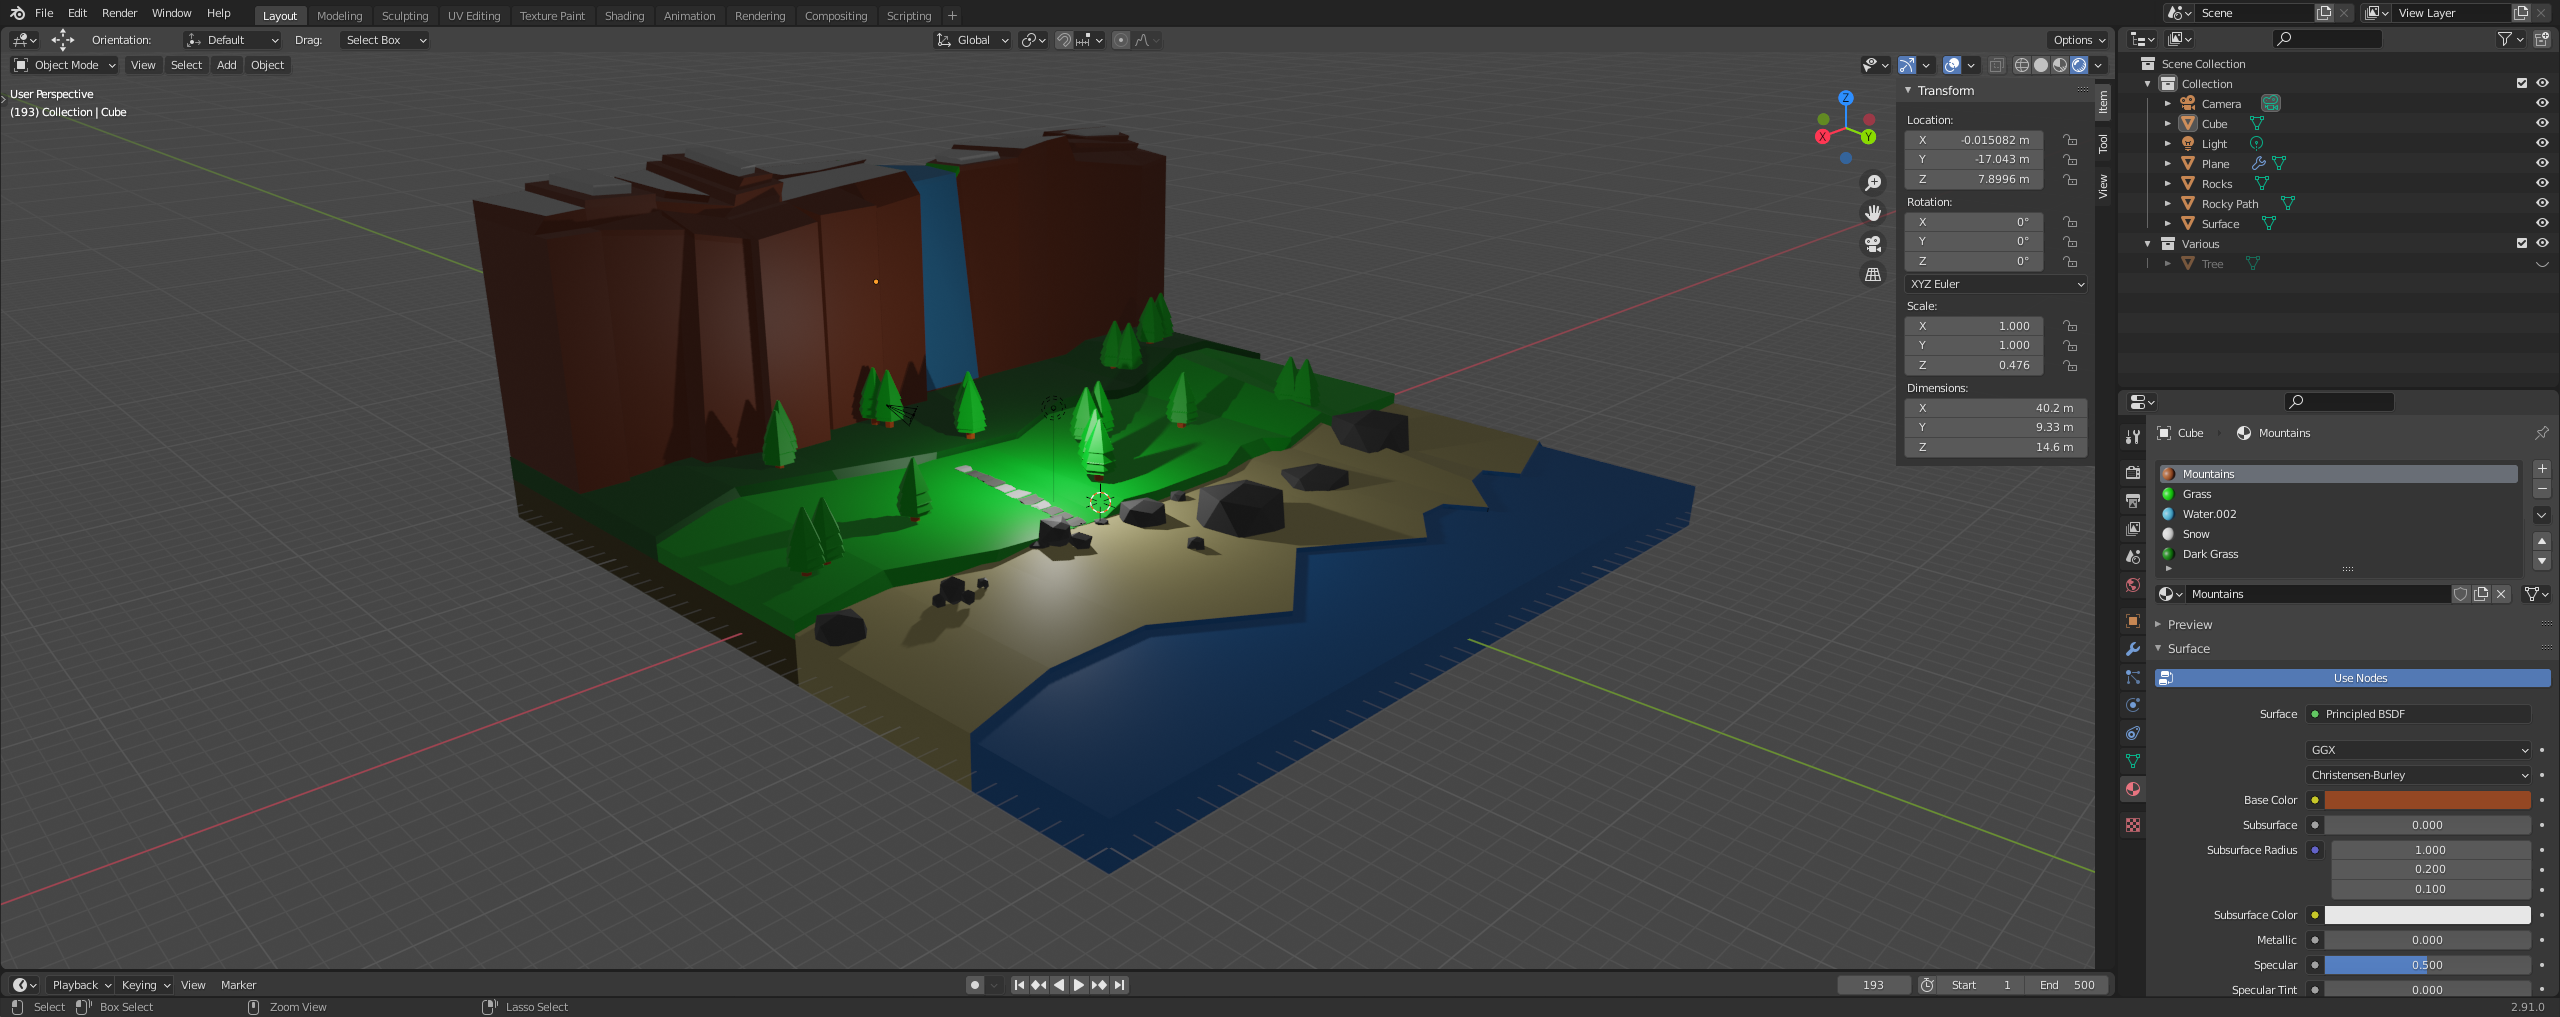 File Edit Render Window Help Layout Modeling Sculpting UV Editing Texture Paint Shading Animation Rendering Compositing Scripting + Scene View Layer
Orientation: Default Drag: Select Box Global Options
Object Mode View Select Add Object
User Perspective
(193) Collection | Cube
Z
X
Y
Transform
Location:
X -0.015082 m
Y -17.043 m
Z 7.8996 m
Rotation:
X 0°
Y 0°
Z 0°
XYZ Euler
Scale:
X 1.000
Y 1.000
Z 0.476
Dimensions:
X 40.2 m
Y 9.33 m
Z 14.6 m
Item
Tool
View
Scene Collection
Collection
Camera
Cube
Light
Plane
Rocks
Rocky Path
Surface
Various
Tree
Cube Mountains
Mountains
Grass
Water.002
Snow
Dark Grass
Mountains
Preview
Surface
Use Nodes
Surface Principled BSDF
GGX
Christensen-Burley
Base Color
Subsurface 0.000
Subsurface Radius 1.000
0.200
0.100
Subsurface Color
Metallic 0.000
Specular 0.500
Specular Tint 0.000
Playback Keying View Marker 193 Start 1 End 500
Select Box Select Zoom View Lasso Select 2.91.0